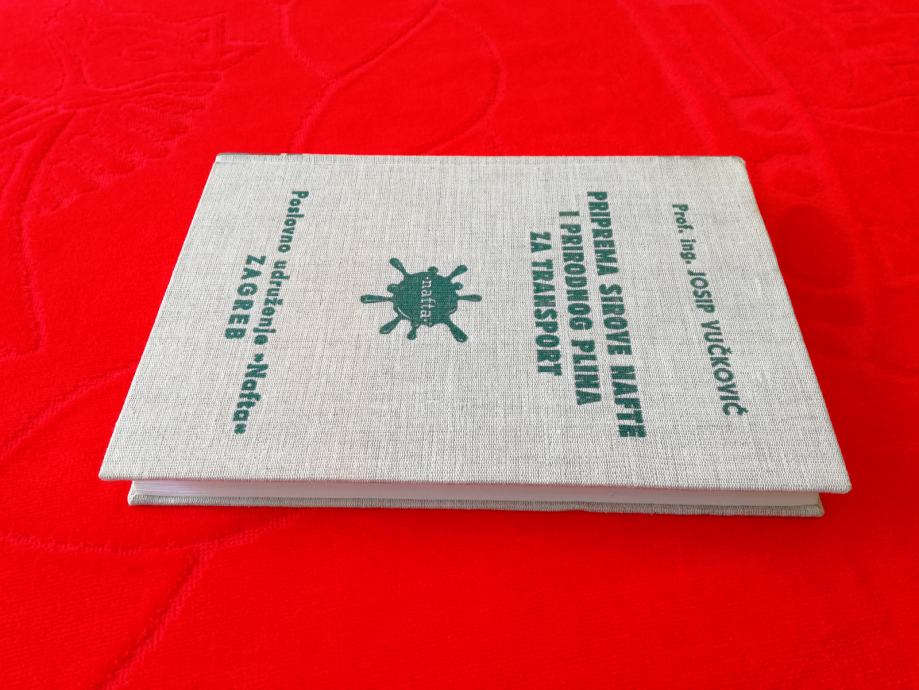 Prof. ing. JOSIP VUČKOVIĆ
PRIPREMA SIROVE NAFTE
I PRIRODNOG PLINA
ZA TRANSPORT
»nafta«
Poslovno udruženje »Nafta«
ZAGREB